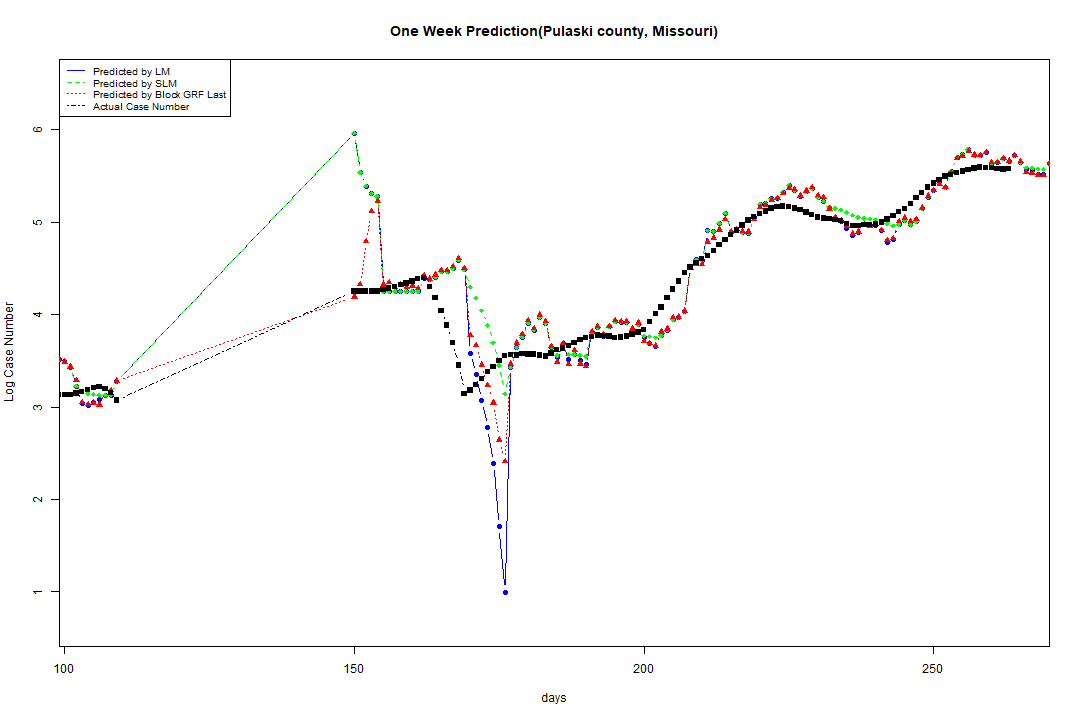 One Week Prediction(Pulaski county, Missouri)
Predicted by LM
Predicted by SLM
Predicted by Block GRF Last
Actual Case Number
6
5
4
3
2
1
Log Case Number
100 150 200 250
days